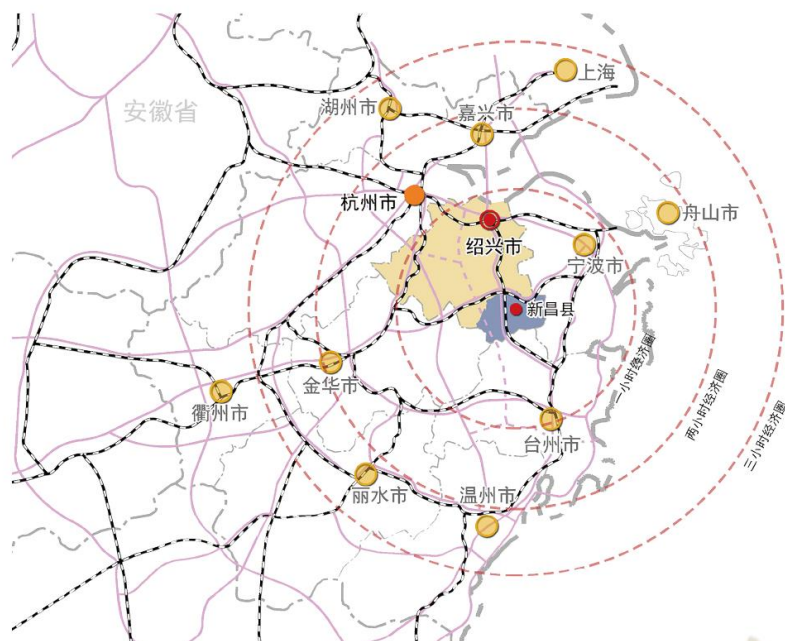 上海
安徽省
湖州市
嘉兴市
杭州市
舟山市
绍兴市
宁波市
新昌县
一小时经济圈
金华市
两小时经济圈
衢州市
三小时经济圈
台州市
丽水市
温州市